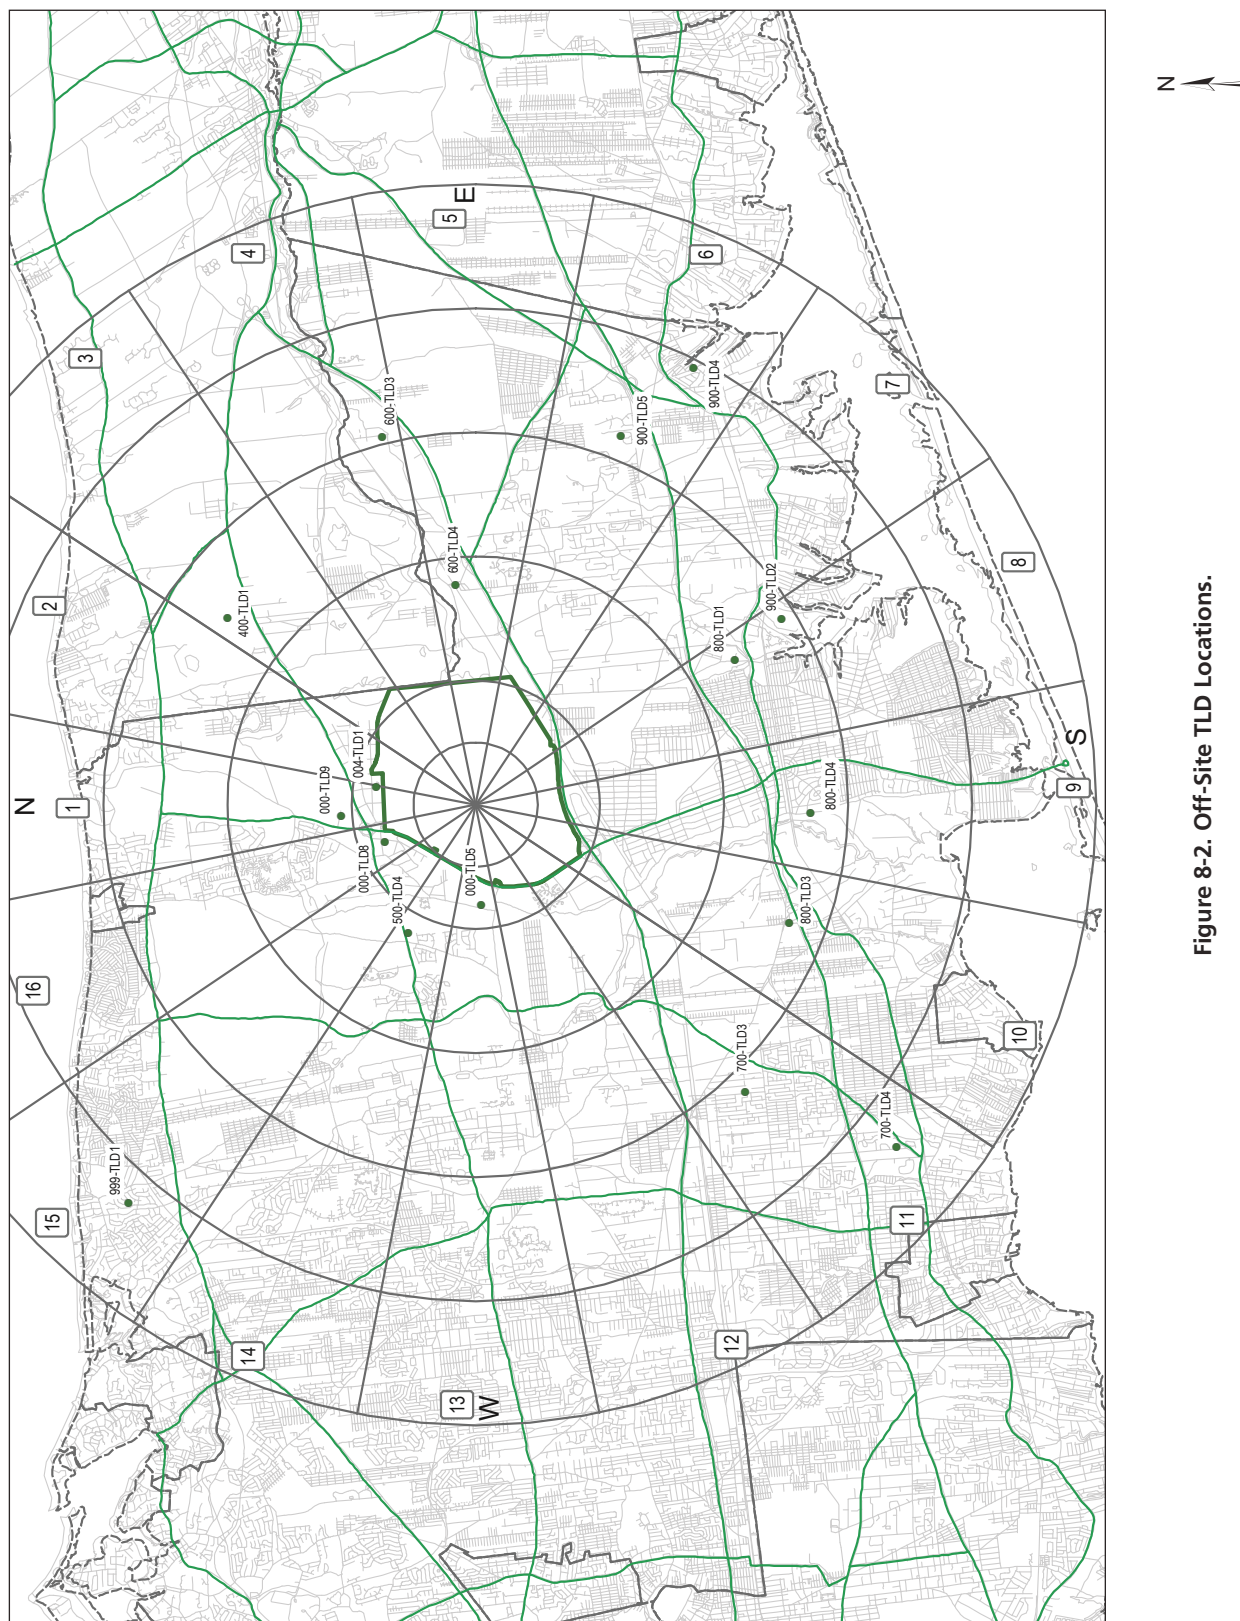 N
1
2
3
4
E
5
6
7
8
S
9
10
11
12
13
W
14
15
16
999-TLD1
400-TLD1
000-TLD9
004-TLD1
000-TLD8
500-TLD4
000-TLD5
600-TLD3
600-TLD4
900-TLD5
900-TLD4
900-TLD2
800-TLD1
800-TLD4
800-TLD3
700-TLD3
700-TLD4
N
Figure 8-2. Off-Site TLD Locations.